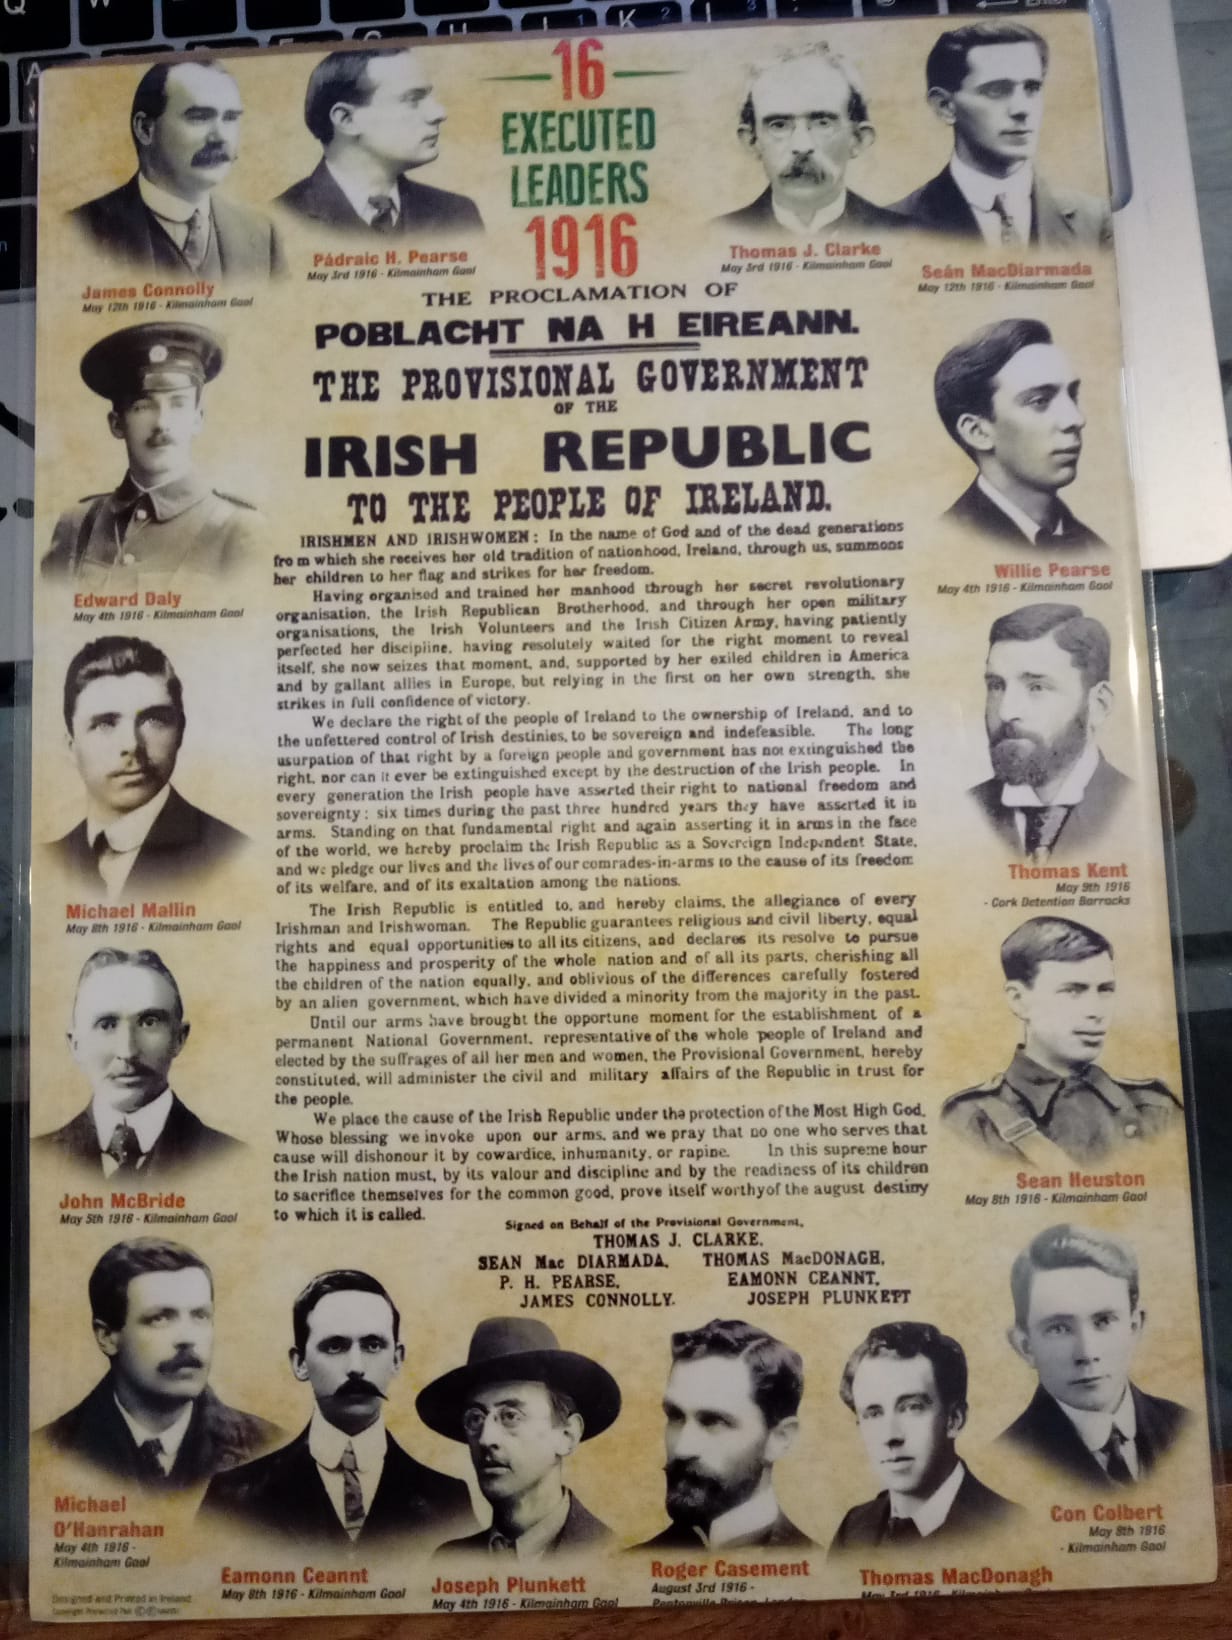 16
EXECUTED
LEADERS
1916
James Connolly
May 12th 1916 - Kilmainham Gaol
Pádraic H. Pearse
May 3rd 1916 - Kilmainham Gaol
Thomas J. Clarke
May 3rd 1916 - Kilmainham Gaol
Seán MacDiarmada
May 12th 1916 - Kilmainham Gaol
THE PROCLAMATION OF
POBLACHT NA H EIREANN.
THE PROVISIONAL GOVERNMENT
OF THE
IRISH REPUBLIC
TO THE PEOPLE OF IRELAND.
IRISHMEN AND IRISHWOMEN: In the name of God and of the dead generations
from which she receives her old tradition of nationhood, Ireland, through us, summons
her children to her flag and strikes for her freedom.
Having organised and trained her manhood through her secret revolutionary
organisation, the Irish Republican Brotherhood, and through her open military
organisations, the Irish Volunteers and the Irish Citizen Army, having patiently
perfected her discipline, having resolutely waited for the right moment to reveal
itself, she now seizes that moment, and, supported by her exiled children in America
and by gallant allies in Europe, but relying in the first on her own strength, she
strikes in full confidence of victory.
We declare the right of the people of Ireland to the ownership of Ireland, and to
the unfettered control of Irish destinies, to be sovereign and indefeasible. The long
usurpation of that right by a foreign people and government has not extinguished the
right, nor can it ever be extinguished except by the destruction of the Irish people. In
every generation the Irish people have asserted their right to national freedom and
sovereignty; six times during the past three hundred years they have asserted it in
arms. Standing on that fundamental right and again asserting it in arms in the face
of the world, we hereby proclaim the Irish Republic as a Sovereign Independent State,
and we pledge our lives and the lives of our comrades-in-arms to the cause of its freedom
of its welfare, and of its exaltation among the nations.
The Irish Republic is entitled to, and hereby claims, the allegiance of every
Irishman and Irishwoman. The Republic guarantees religious and civil liberty, equal
rights and equal opportunities to all its citizens, and declares its resolve to pursue
the happiness and prosperity of the whole nation and of all its parts, cherishing all
the children of the nation equally, and oblivious of the differences carefully fostered
by an alien government, which have divided a minority from the majority in the past.
Until our arms have brought the opportune moment for the establishment of a
permanent National Government, representative of the whole people of Ireland and
elected by the suffrages of all her men and women, the Provisional Government, hereby
constituted, will administer the civil and military affairs of the Republic in trust for
the people.
We place the cause of the Irish Republic under the protection of the Most High God,
Whose blessing we invoke upon our arms, and we pray that no one who serves that
cause will dishonour it by cowardice, inhumanity, or rapine. In this supreme hour
the Irish nation must, by its valour and discipline and by the readiness of its children
to sacrifice themselves for the common good, prove itself worthy of the august destiny
to which it is called.
Signed on Behalf of the Provisional Government,
THOMAS J. CLARKE,
SEAN Mac DIARMADA, THOMAS MacDONAGH,
P. H. PEARSE, EAMONN CEANNT,
JAMES CONNOLLY. JOSEPH PLUNKETT
Edward Daly
May 4th 1916 - Kilmainham Gaol
Michael Mallin
May 8th 1916 - Kilmainham Gaol
John McBride
May 5th 1916 - Kilmainham Gaol
Willie Pearse
May 4th 1916 - Kilmainham Gaol
Thomas Kent
May 9th 1916
- Cork Detention Barracks
Sean Heuston
May 8th 1916 - Kilmainham Gaol
Michael
O'Hanrahan
May 4th 1916 -
Kilmainham Gaol
Eamonn Ceannt
May 8th 1916 - Kilmainham Gaol
Joseph Plunkett
May 4th 1916 - Kilmainham Gaol
Roger Casement
August 3rd 1916 -
Pentonville Prison, London
Thomas MacDonagh
May 3rd 1916 - Kilmainham Gaol
Con Colbert
May 8th 1916
- Kilmainham Gaol
Designed and Printed in Ireland